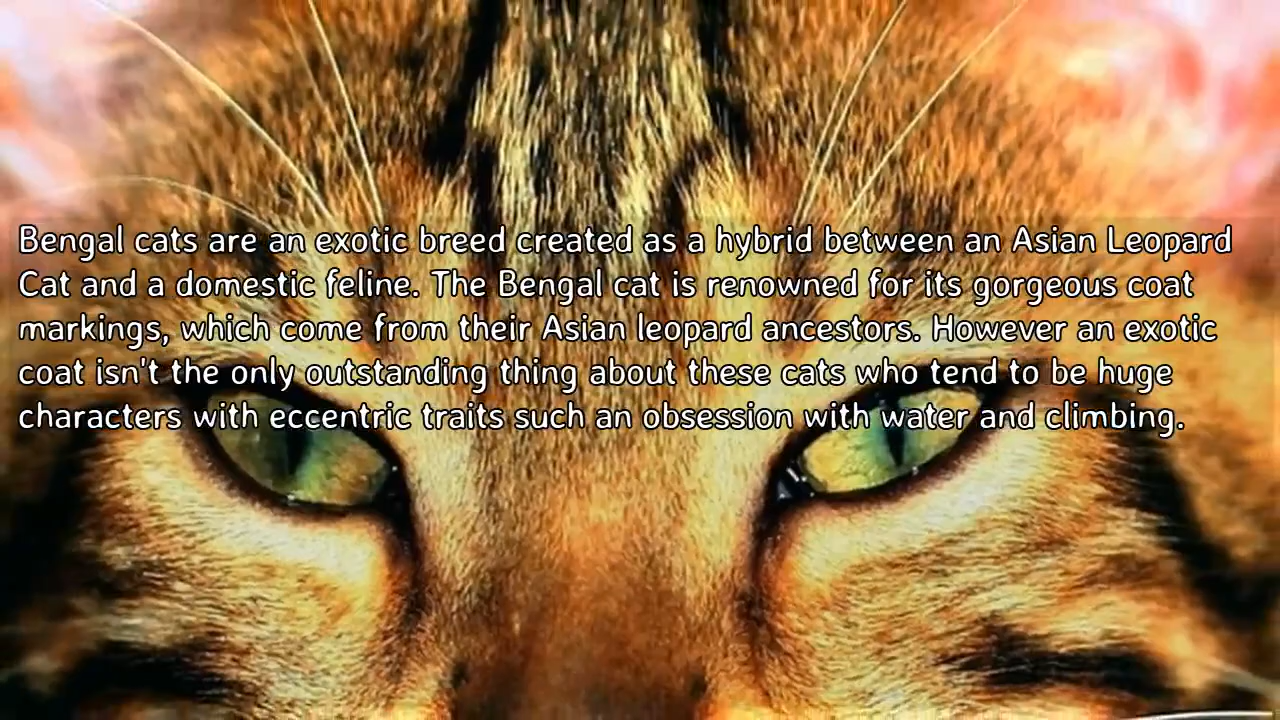 Bengal cats are an exotic breed created as a hybrid between an Asian Leopard
Cat and a domestic feline. The Bengal cat is renowned for its gorgeous coat
markings, which come from their Asian leopard ancestors. However an exotic
coat isn't the only outstanding thing about these cats who tend to be huge
characters with eccentric traits such an obsession with water and climbing.